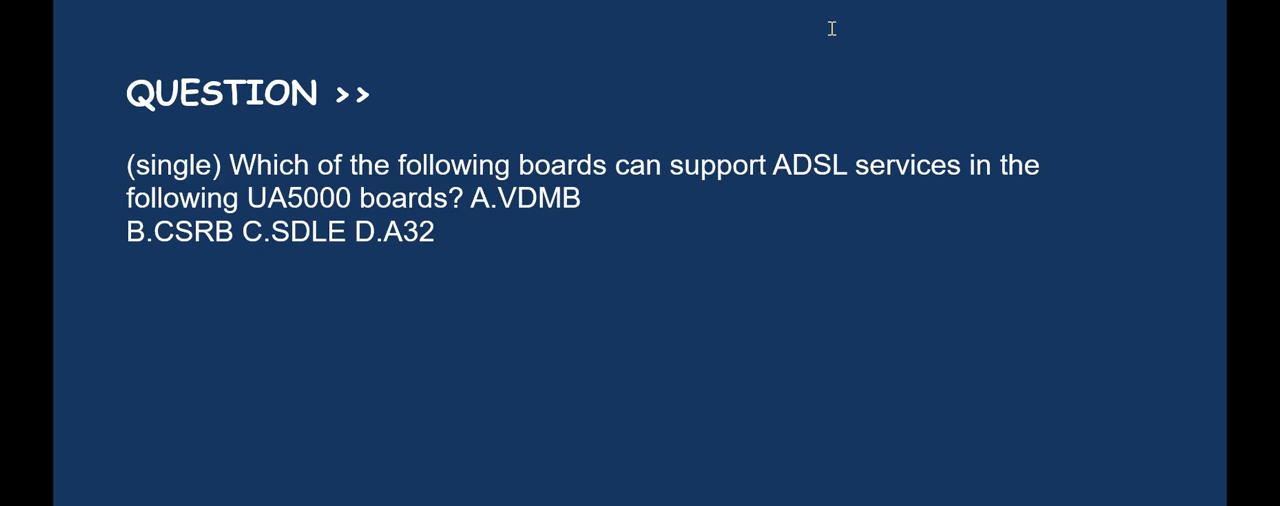 QUESTION >>
(single) Which of the following boards can support ADSL services in the
following UA5000 boards? A.VDMB
B.CSRB C.SDLE D.A32